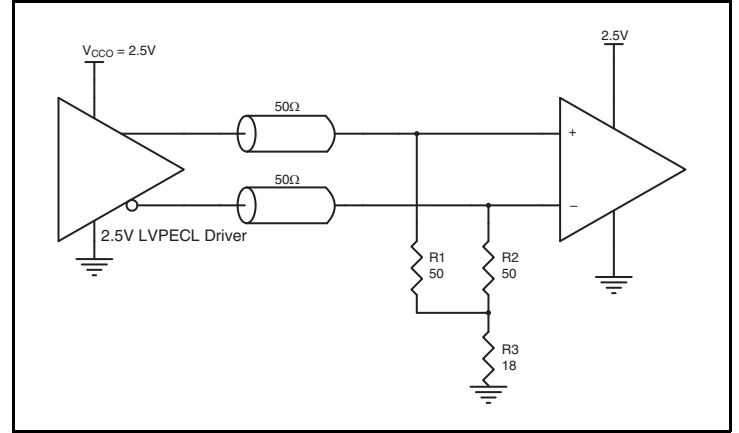 V_CCO = 2.5V
2.5V
50Ω
+
50Ω
−
2.5V LVPECL Driver
R1
50
R2
50
R3
18